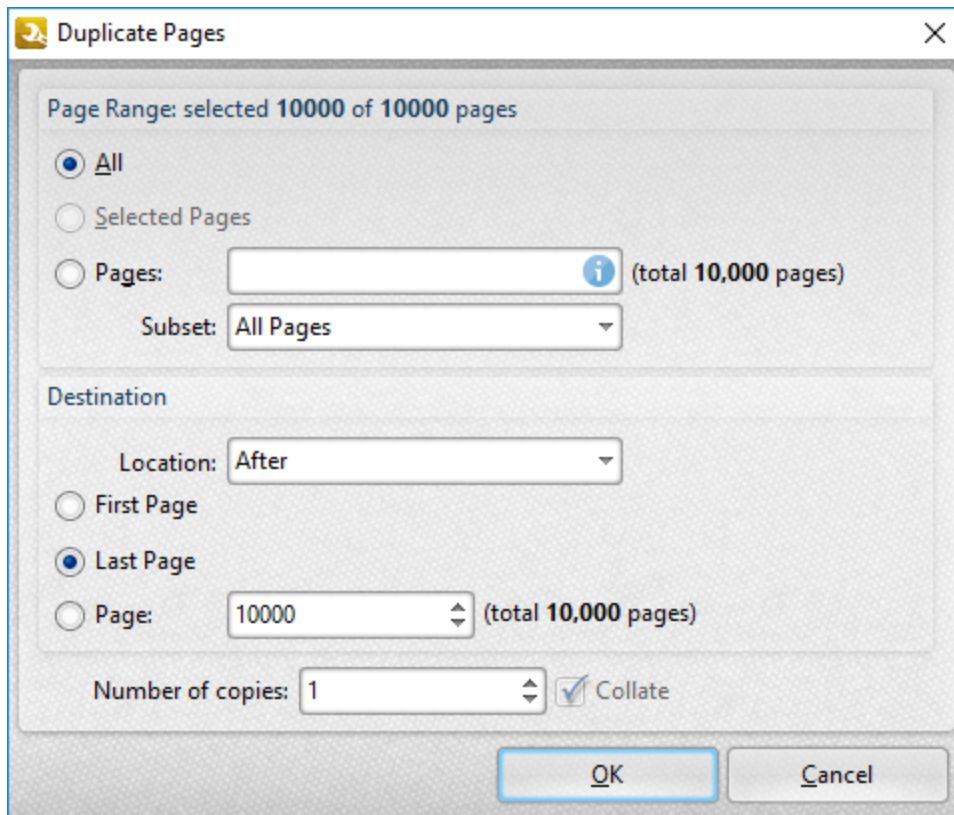 Duplicate Pages
Page Range: selected 10000 of 10000 pages
All
Selected Pages
Pages: (total 10,000 pages)
Subset: All Pages
Destination
Location: After
First Page
Last Page
Page: 10000 (total 10,000 pages)
Number of copies: 1 Collate
OK Cancel